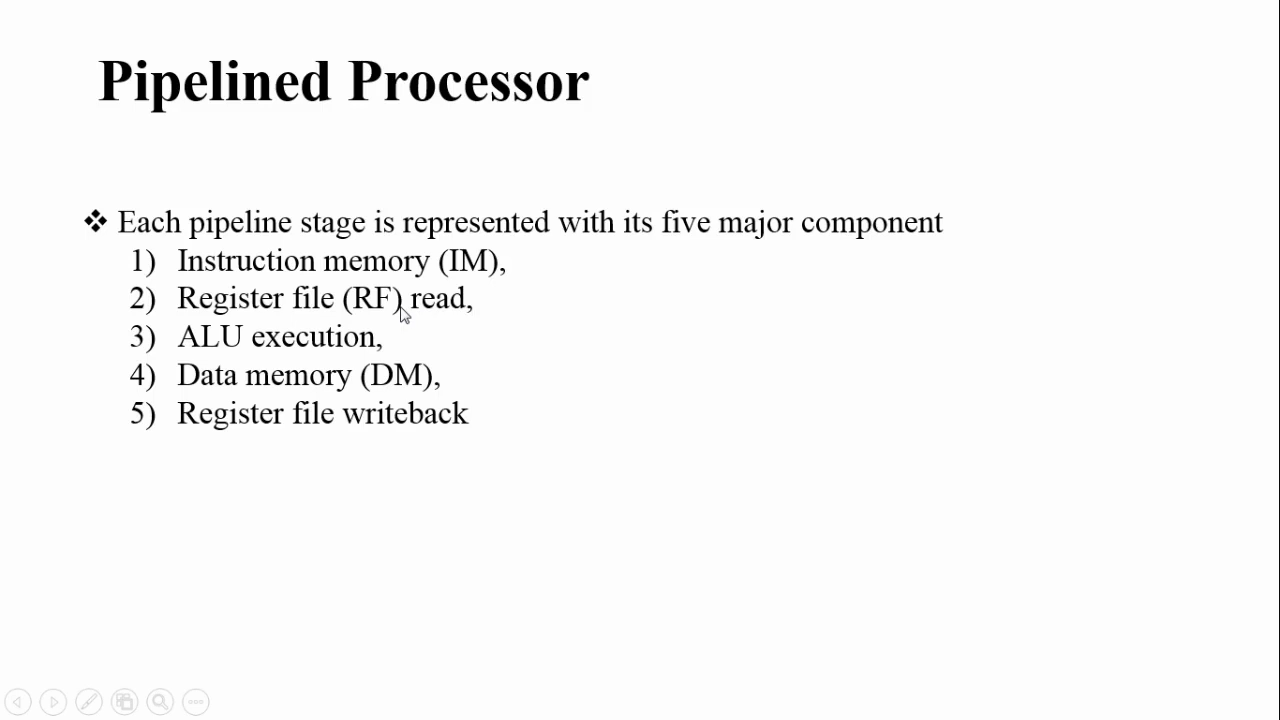 Pipelined Processor
❖ Each pipeline stage is represented with its five major component
1) Instruction memory (IM),
2) Register file (RF) read,
3) ALU execution,
4) Data memory (DM),
5) Register file writeback